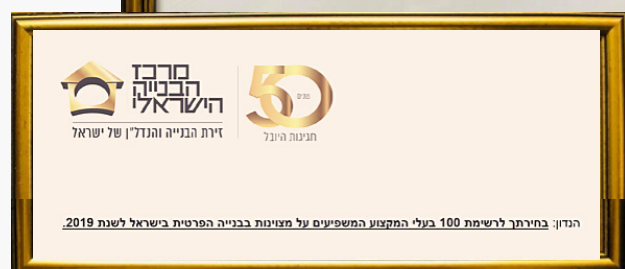 מרכז
הבנייה
הישראלי
זירת הבנייה והנדל"ן של ישראל
50
שנים
חגיגות היובל
הנדון: בחירתך לרשימת 100 בעלי המקצוע המשפיעים על מצוינות בבנייה הפרטית בישראל לשנת 2019.